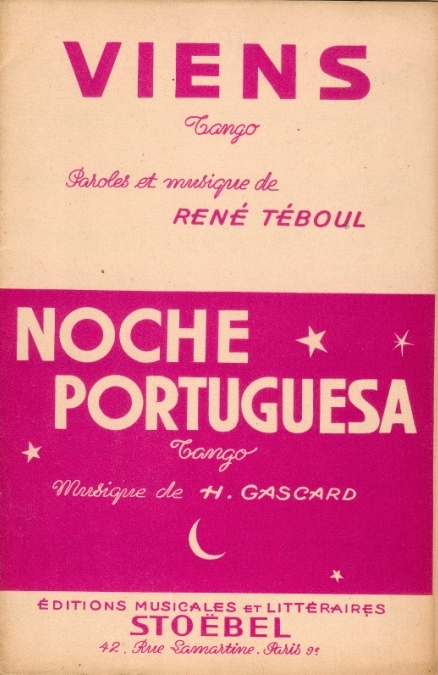 VIENS
Tango
Paroles et musique de
RENÉ TÉBOUL
NOCHE
PORTUGUESA
Tango
Musique de H. GASCARD
ÉDITIONS MUSICALES ET LITTÉRAIRES
STOËBEL
42. Rue Lamartine. Paris 9e